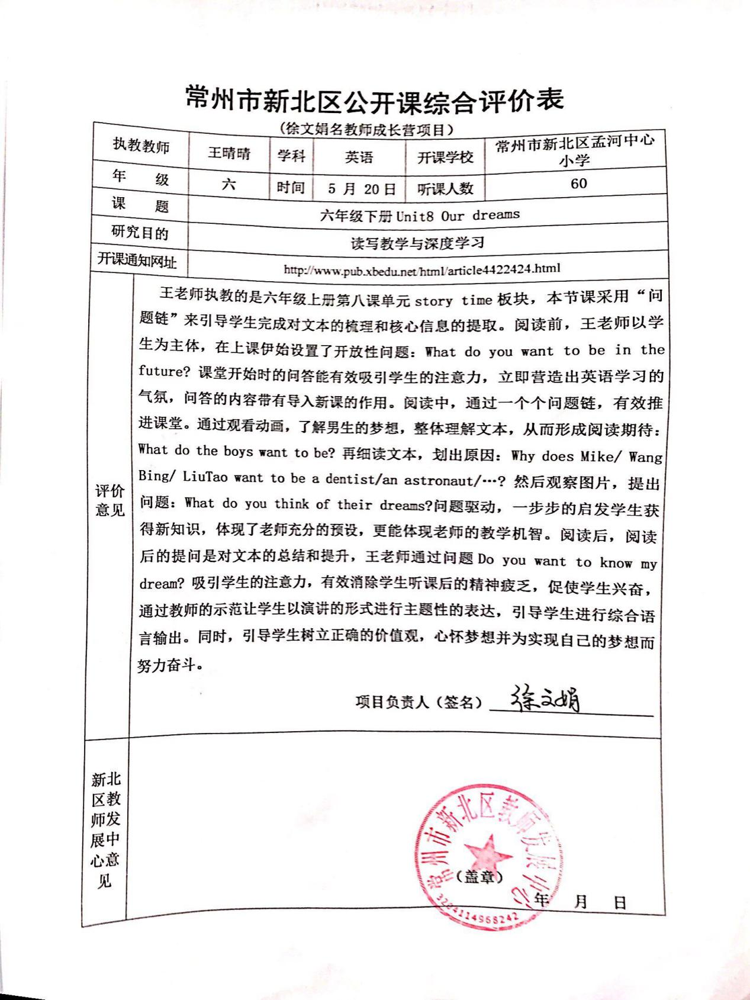 常州市新北区公开课综合评价表
(徐文娟名教师成长营项目)
执教教师 王晴晴 学科 英语 开课学校 常州市新北区孟河中心
小学
年 级 六 时间 5 月 20日 听课人数 60
课 题 六年级下册Unit8 Our dreams
研究目的 读写教学与深度学习
开课通知网址 http://www.pub.xbedu.net/html/article4422424.html
评价
意见
王老师执教的是六年级上册第八课单元 story time 板块，本节课采用“问
题链”来引导学生完成对文本的梳理和核心信息的提取。阅读前，王老师以学
生为主体，在上课伊始设置了开放性问题：What do you want to be in the
future? 课堂开始时的问答能有效吸引学生的注意力，立即营造出英语学习的
气氛，问答的内容带有导入新课的作用。阅读中，通过一个个问题链，有效推
进课堂。通过观看动画，了解男生的梦想，整体理解文本，从而形成阅读期待：
What do the boys want to be? 再细读文本，划出原因：Why does Mike/ Wang
Bing/ LiuTao want to be a dentist/an astronaut/…? 然后观察图片，提出
问题：What do you think of their dreams?问题驱动，一步步的启发学生获
得新知识，体现了老师充分的预设，更能体现老师的教学机智。阅读后，阅读
后的提问是对文本的总结和提升，王老师通过问题 Do you want to know my
dream? 吸引学生的注意力，有效消除学生听课后的精神疲乏，促使学生兴奋，
通过教师的示范让学生以演讲的形式进行主题性的表达，引导学生进行综合语
言输出。同时，引导学生树立正确的价值观，心怀梦想并为实现自己的梦想而
努力奋斗。
项目负责人（签名） 徐文娟
新北
区教
师发
展中
心意
见
常州市新北区教师发展中心
（盖章）
年 月 日
3204114968242